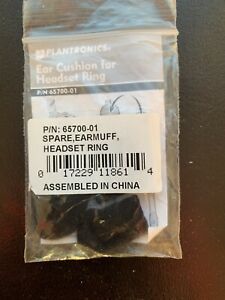 PLANTRONICS®
Ear Cushion for
Headset Ring
P/N 65700-01
P/N: 65700-01
SPARE,EARMUFF,
HEADSET RING
0 17229 11861 4
ASSEMBLED IN CHINA